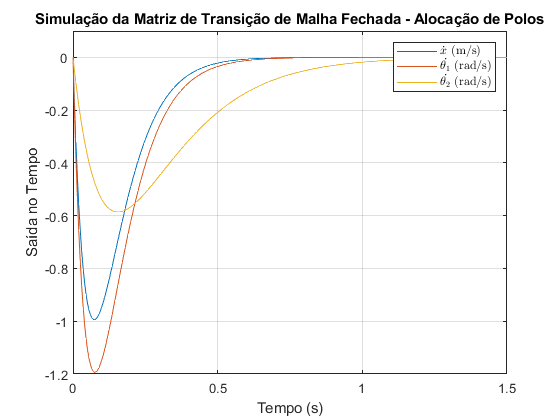 Simulação da Matriz de Transição de Malha Fechada - Alocação de Polos
ẋ (m/s)
θ̇₁ (rad/s)
θ̇₂ (rad/s)
Saída no Tempo
0
-0.2
-0.4
-0.6
-0.8
-1
-1.2
0 0.5 1 1.5
Tempo (s)